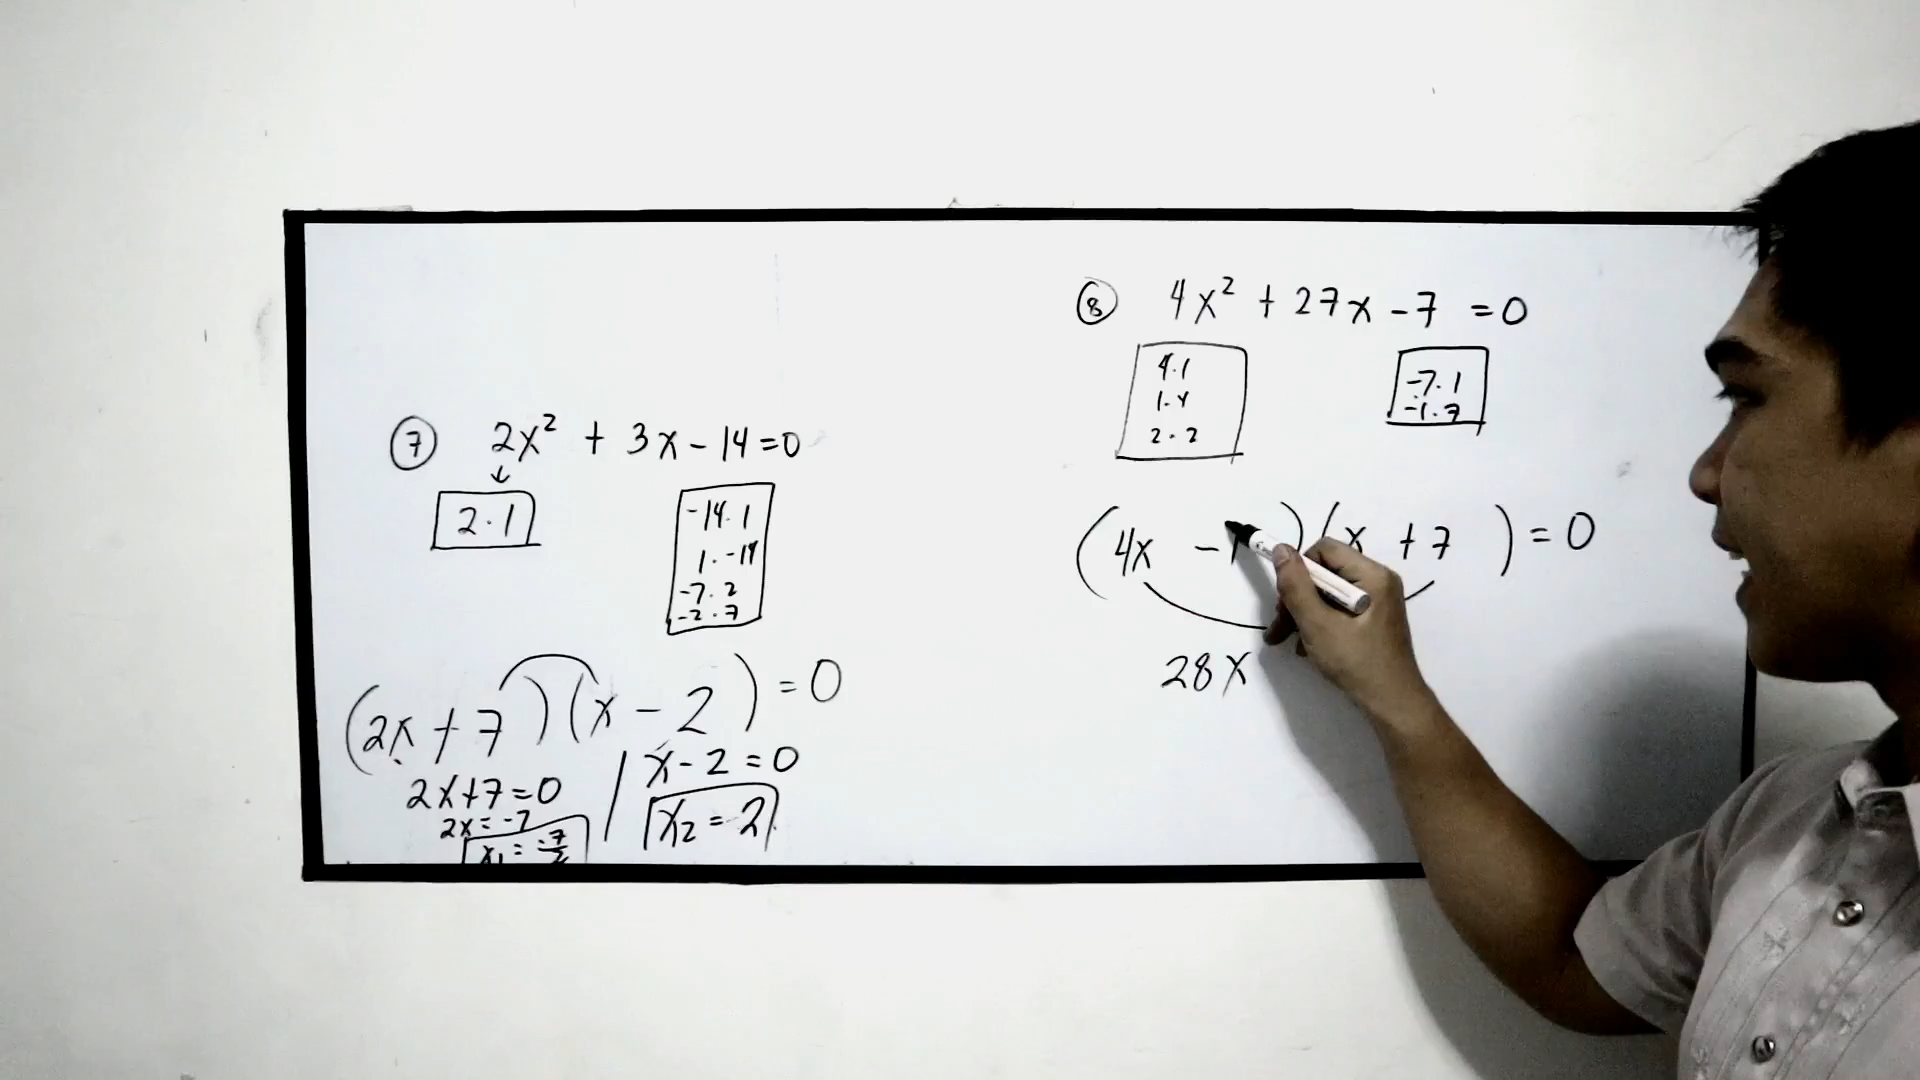 ⑦ 2x² + 3x - 14 = 0
↓
2 · 1
-14 · 1
1 · -14
-7 · 2
-2 · 7
(2x + 7)(x - 2) = 0
2x + 7 = 0
2x = -7
x₁ = -7/2
x - 2 = 0
x₂ = 2
⑧ 4x² + 27x - 7 = 0
4 · 1
1 · 4
2 · 2
-7 · 1
-1 · 7
(4x - 1)(x + 7) = 0
28x